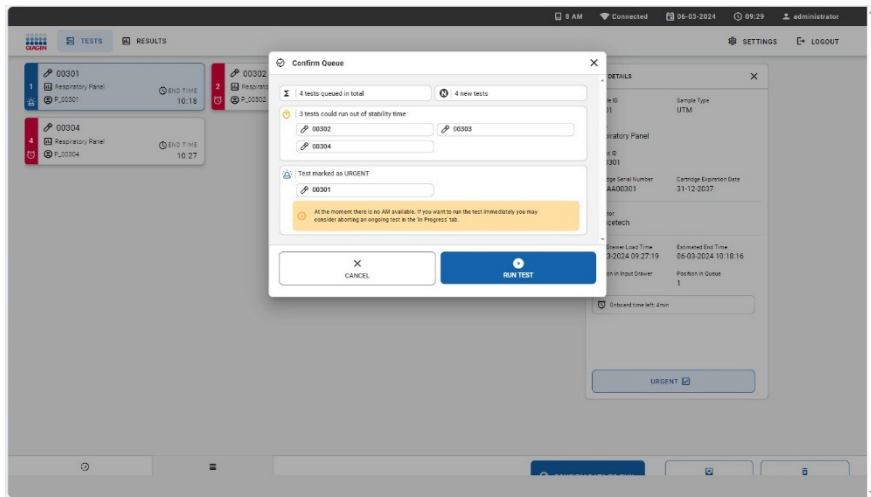 8 AM Connected 06-03-2024 09:29 administrator
QIAGEN TESTS RESULTS SETTINGS LOGOUT
1 00301
Respiratory Panel
P_00301
END TIME
10:18
2 00302
P_00302
4 00304
Respiratory Panel
P_00304
END TIME
10:27
Confirm Queue
4 tests queued in total
4 new tests
3 tests could run out of stability time
00302
00303
00304
Test marked as URGENT
00301
At the moment there is no AM available. If you want to run the test immediately you may
consider aborting an ongoing test in the 'In Progress' tab.
CANCEL
RUN TEST
DETAILS
Sample Type
UTM
Cartridge Expiration Date
31-12-2037
Estimated End Time
06-03-2024 10:18:16
Position in Queue
1
Onboard time left: 4min
URGENT